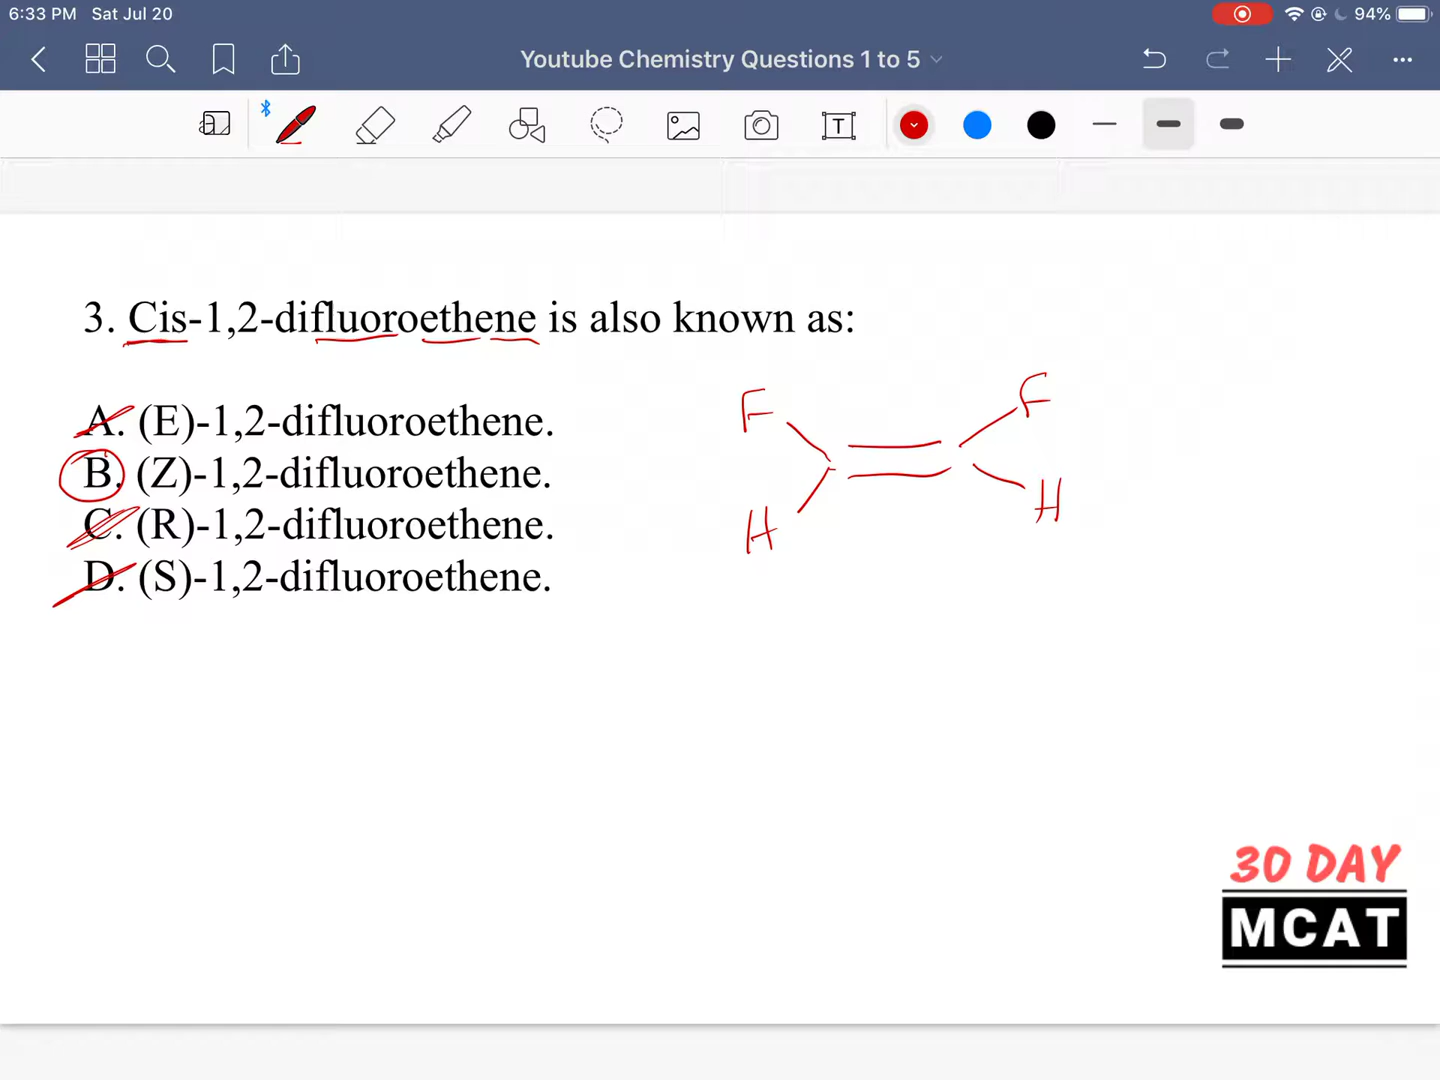 6:33 PM Sat Jul 20
94%
Youtube Chemistry Questions 1 to 5
T
3. Cis-1,2-difluoroethene is also known as:
A. (E)-1,2-difluoroethene.
B. (Z)-1,2-difluoroethene.
C. (R)-1,2-difluoroethene.
D. (S)-1,2-difluoroethene.
F F
H H
30 DAY
MCAT